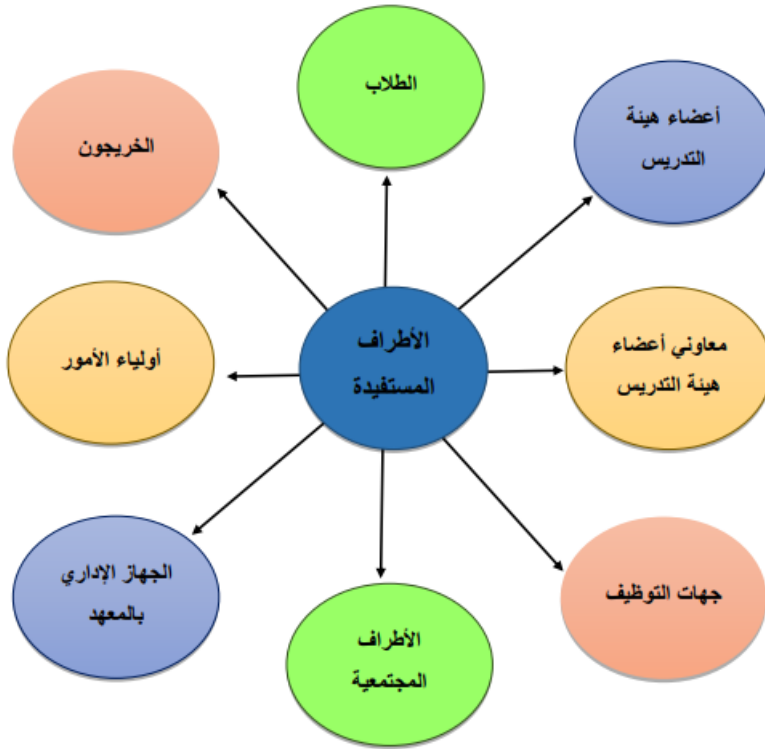 الطلاب
أعضاء هيئة
التدريس
الخريجون
الأطراف
المستفيدة
معاوني أعضاء
هيئة التدريس
أولياء الأمور
جهات التوظيف
الجهاز الإداري
بالمعهد
الأطراف
المجتمعية